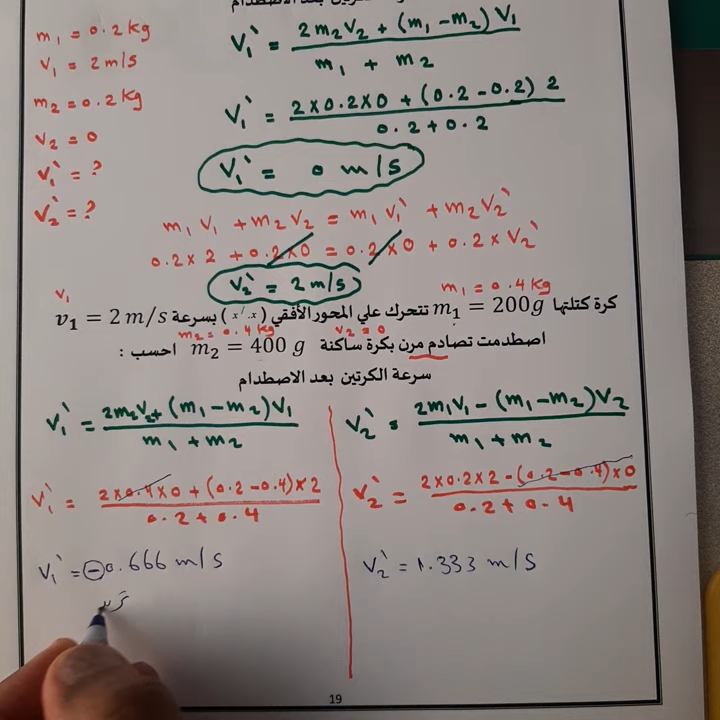 بعد الاصطدام
m₁ = 0.2 kg
v₁ = 2 m/s
m₂ = 0.2 kg
v₂ = 0
v₁` = ?
v₂` = ?
V₁` = (2m₂V₂ + (m₁ - m₂) V₁) / (m₁ + m₂)
V₁` = (2×0.2×0 + (0.2 - 0.2) 2) / (0.2 + 0.2)
V₁` = 0 m/s
m₁ V₁ + m₂ V₂ = m₁ V₁` + m₂ V₂`
0.2 × 2 + 0.2×0 = 0.2×0 + 0.2 × V₂`
V₂` = 2 m/s
v₁
m₁ = 0.4 kg
كرة كتلتها m₁ = 200g تتحرك علي المحور الأفقي (x′.x) بسرعة v₁ = 2 m/s
m₂ = 0.4 kg
v₂ = 0
اصطدمت تصادم مرن بكرة ساكنة m₂ = 400 g احسب :
سرعة الكرتين بعد الاصطدام
V₁` = (2m₂V₂ + (m₁ - m₂)V₁) / (m₁ + m₂)
V₁` = (2×0.4×0 + (0.2 - 0.4)×2) / (0.2 + 0.4)
V₁` = -0.666 m/s
V₂` = (2m₁V₁ - (m₁ - m₂)V₂) / (m₁ + m₂)
V₂` = (2×0.2×2 - (0.2 - 0.4)×0) / (0.2 + 0.4)
V₂` = 1.333 m/s
19